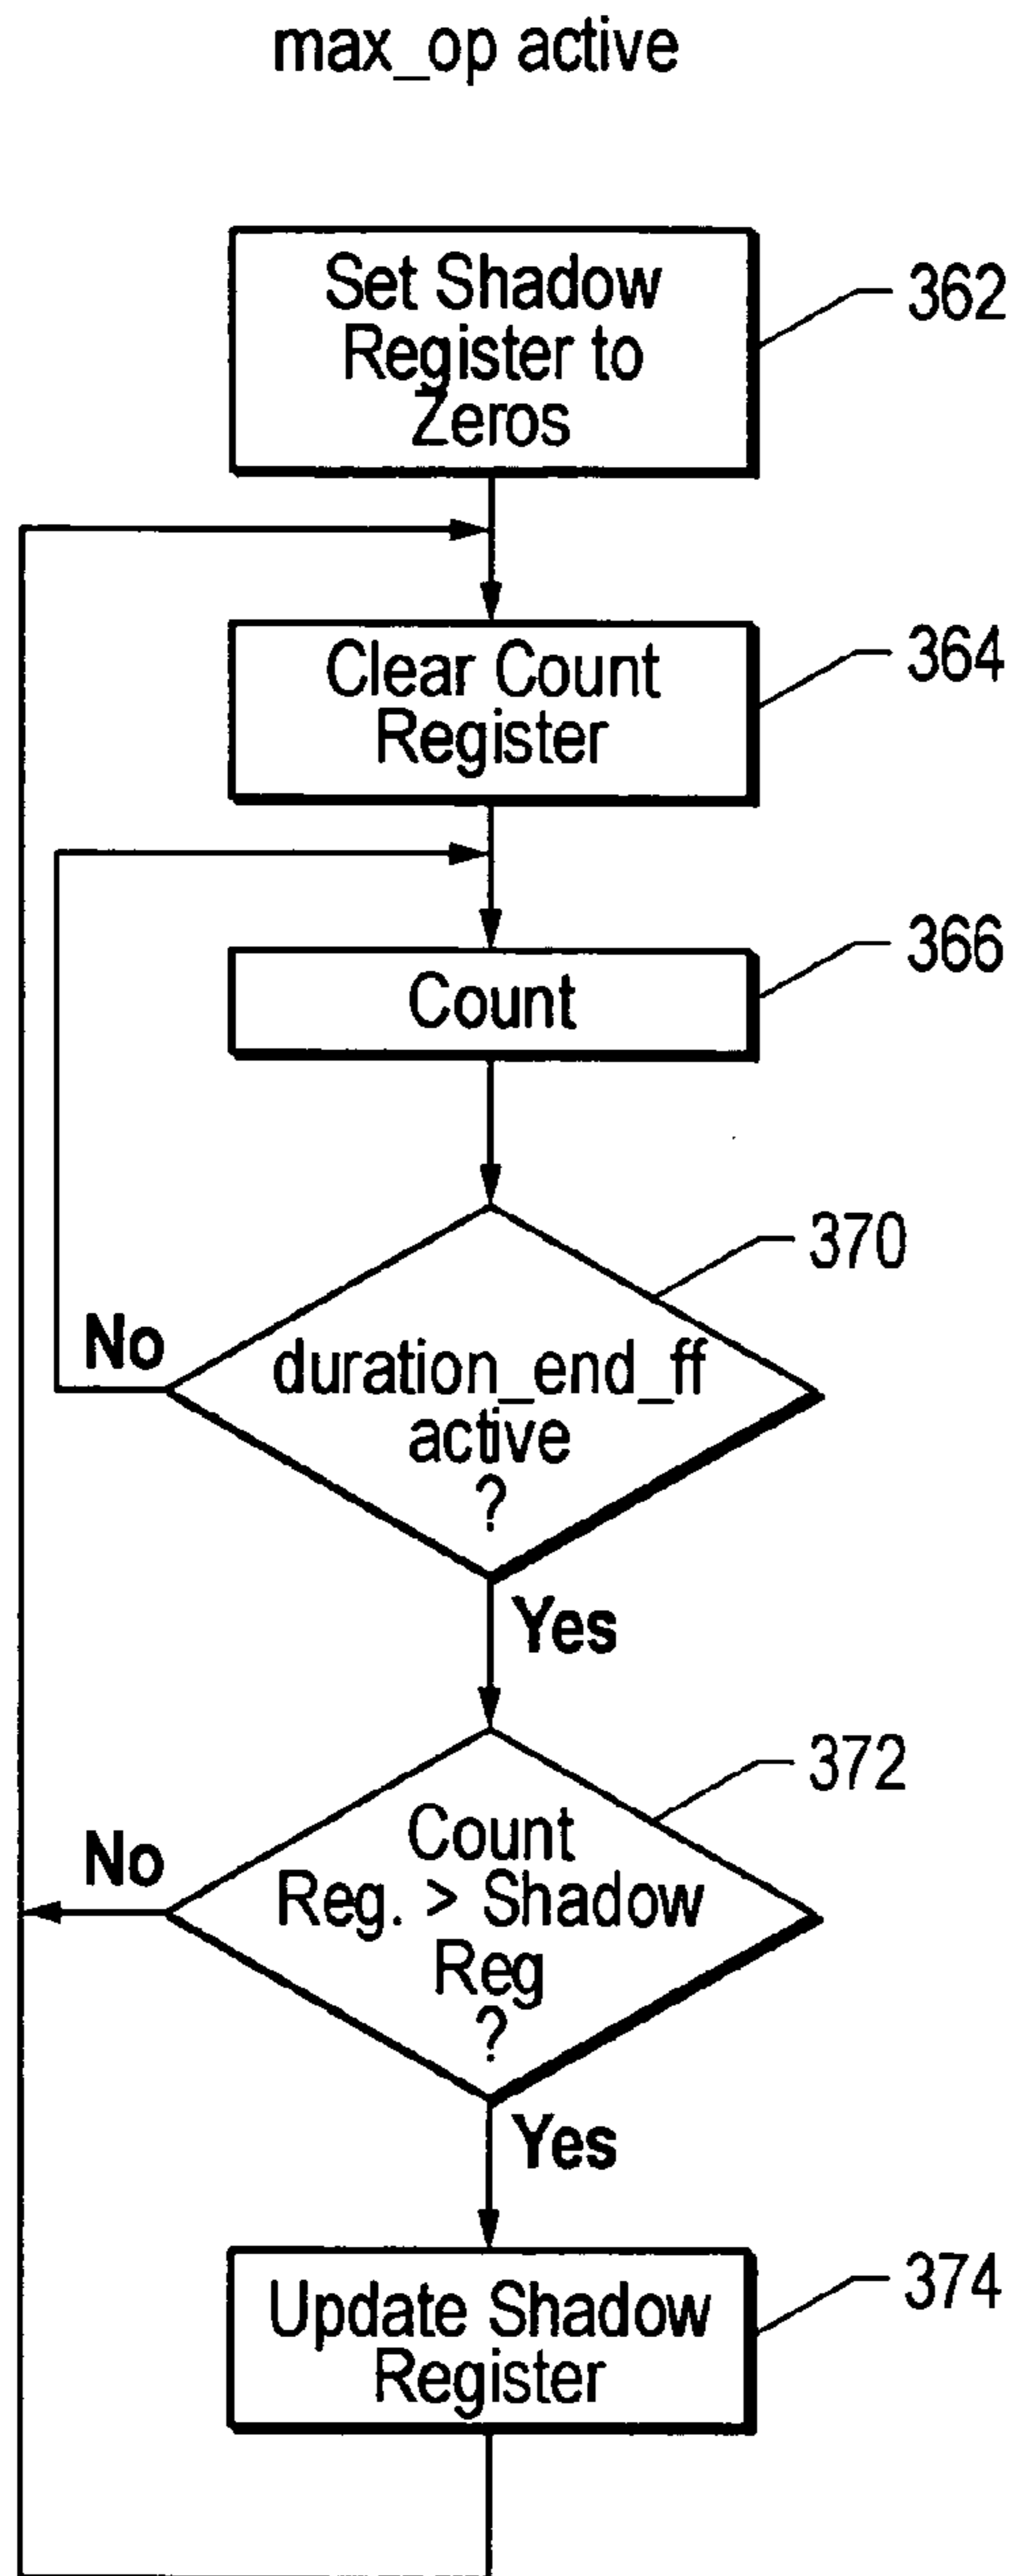 max_op active
Set Shadow
Register to
Zeros
362
Clear Count
Register
364
Count
366
370
No
duration_end_ff
active
?
Yes
372
No
Count
Reg. > Shadow
Reg
?
Yes
Update Shadow
Register
374